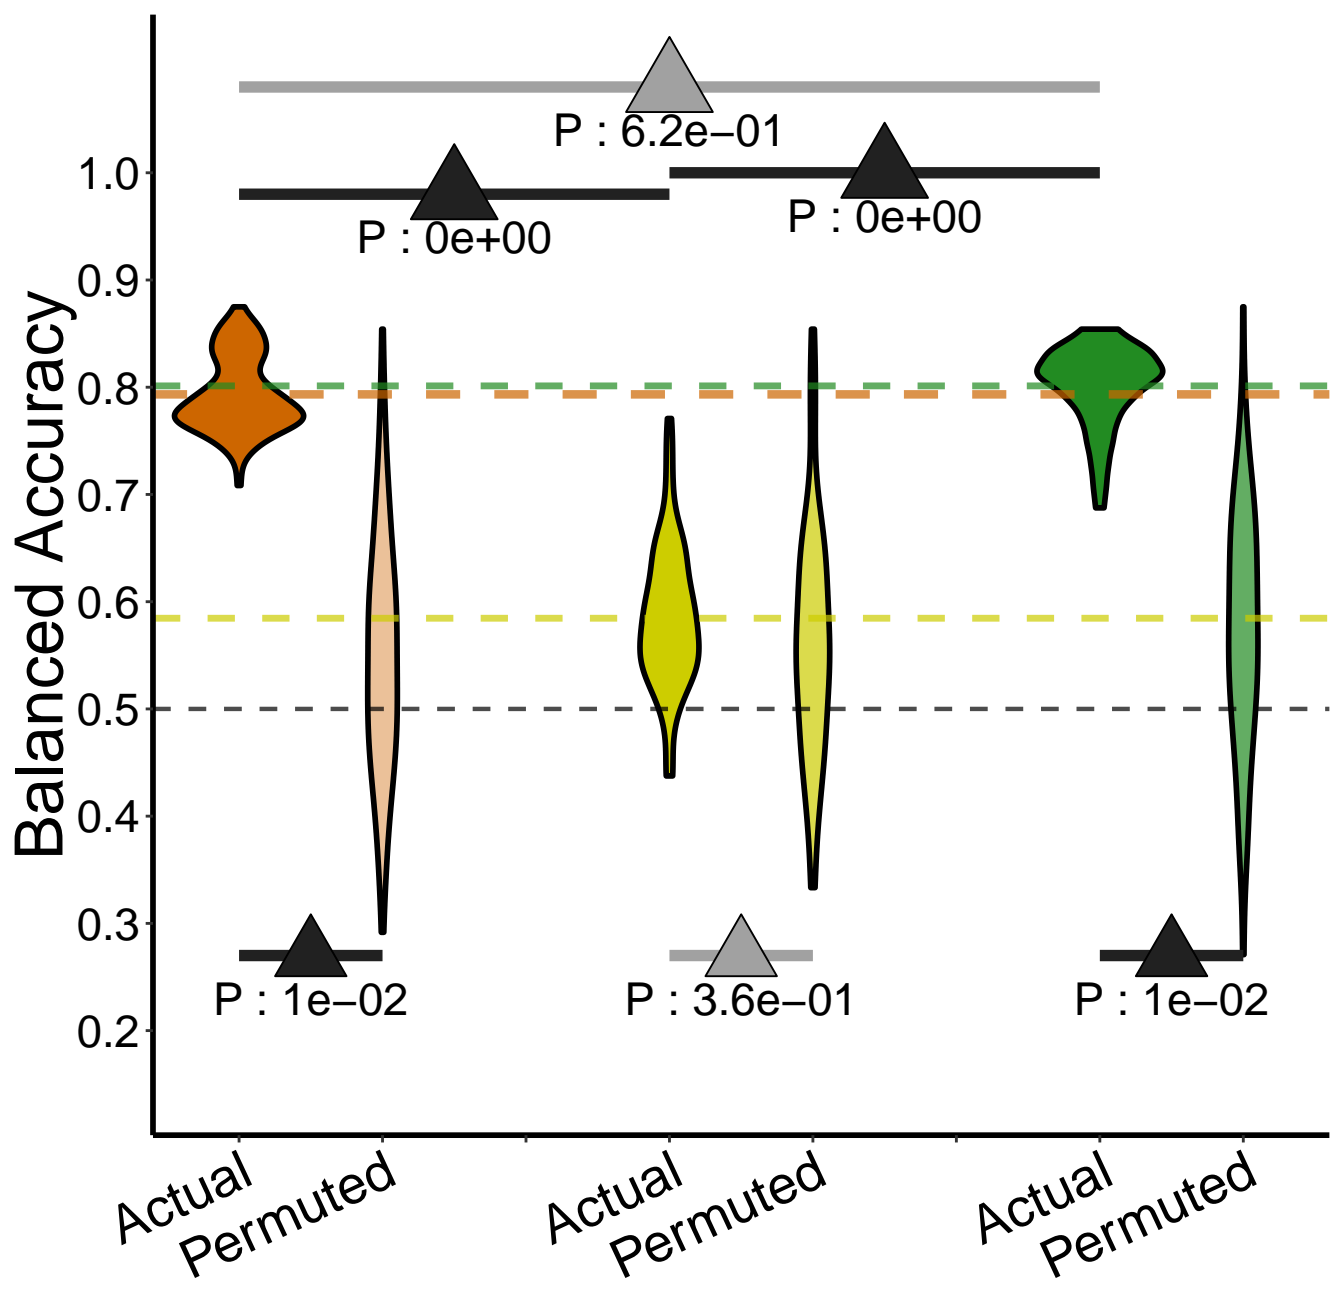 P : 6.2e−01
P : 0e+00
P : 0e+00
Balanced Accuracy
1.0
0.9
0.8
0.7
0.6
0.5
0.4
0.3
0.2
P : 1e−02
P : 3.6e−01
P : 1e−02
Actual
Permuted
Actual
Permuted
Actual
Permuted